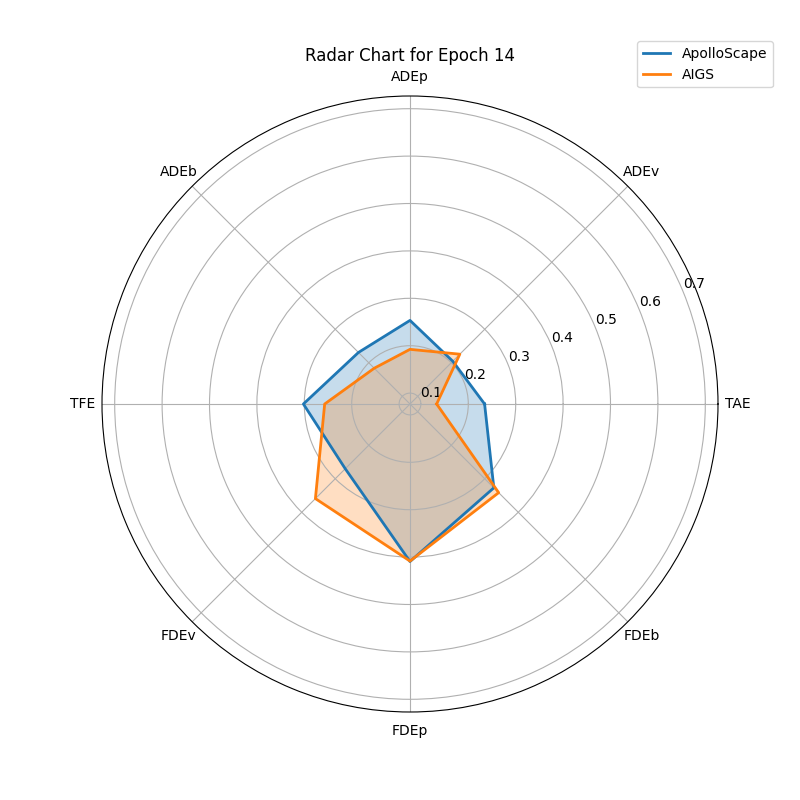 Radar Chart for Epoch 14
ApolloScape
AIGS
ADEp
ADEb
ADEv
0.7
0.6
0.5
0.4
0.3
0.2
0.1
TFE
TAE
FDEv
FDEb
FDEp